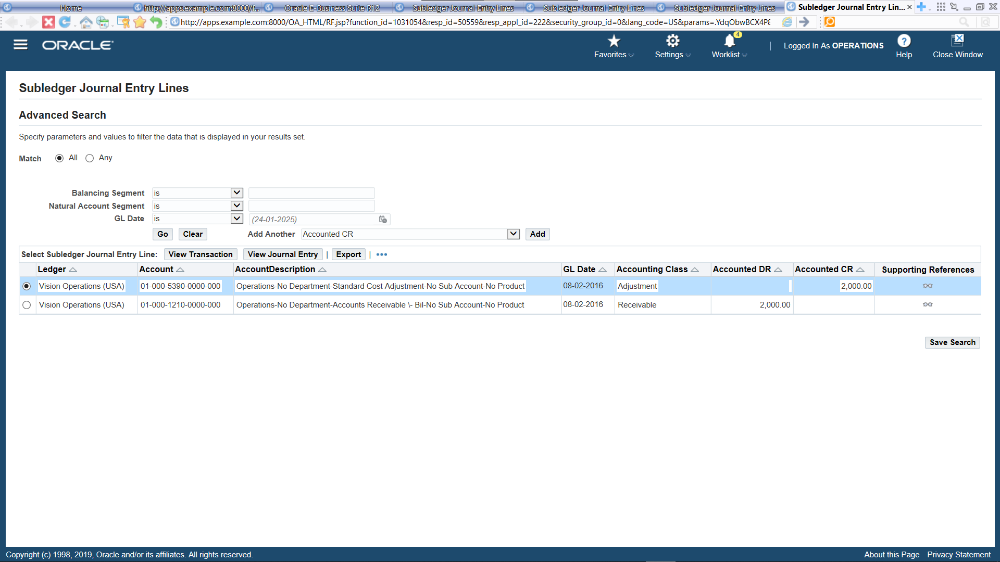 Home http://apps.example.com:8000/f... Oracle E-Business Suite R12 Subledger Journal Entry Lines Subledger Journal Entry Lines Subledger Journal Entry Lines Subledger Journal Entry Lin...
http://apps.example.com:8000/OA_HTML/RF.jsp?function_id=1031054&resp_id=50559&resp_appl_id=222&security_group_id=0&lang_code=US&params=.YdqObwBCX4P8
ORACLE
Favorites Settings 4 Worklist | Logged In As OPERATIONS ? Help Close Window
Subledger Journal Entry Lines
Advanced Search
Specify parameters and values to filter the data that is displayed in your results set.
Match All Any
Balancing Segment is
Natural Account Segment is
GL Date is (24-01-2025)
Go Clear Add Another Accounted CR Add
Select Subledger Journal Entry Line: View Transaction View Journal Entry | Export | •••
Ledger Account AccountDescription GL Date Accounting Class Accounted DR Accounted CR Supporting References
Vision Operations (USA) 01-000-5390-0000-000 Operations-No Department-Standard Cost Adjustment-No Sub Account-No Product 08-02-2016 Adjustment 2,000.00
Vision Operations (USA) 01-000-1210-0000-000 Operations-No Department-Accounts Receivable \- Bil-No Sub Account-No Product 08-02-2016 Receivable 2,000.00
Save Search
Copyright (c) 1998, 2019, Oracle and/or its affiliates. All rights reserved. About this Page Privacy Statement